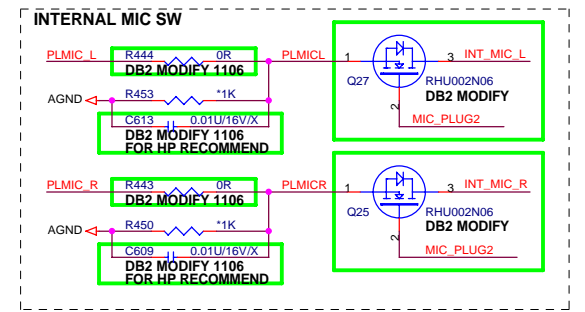 INTERNAL MIC SW
PLMIC_L R444 0R PLMICL 1 3 INT_MIC_L
DB2 MODIFY 1106
Q27 RHU002N06
DB2 MODIFY
AGND R453 *1K
2
MIC_PLUG2
C613 0.01U/16V/X
DB2 MODIFY 1106
FOR HP RECOMMEND
PLMIC_R R443 0R PLMICR 1 3 INT_MIC_R
DB2 MODIFY 1106
Q25 RHU002N06
DB2 MODIFY
AGND R450 *1K
2
MIC_PLUG2
C609 0.01U/16V/X
DB2 MODIFY 1106
FOR HP RECOMMEND